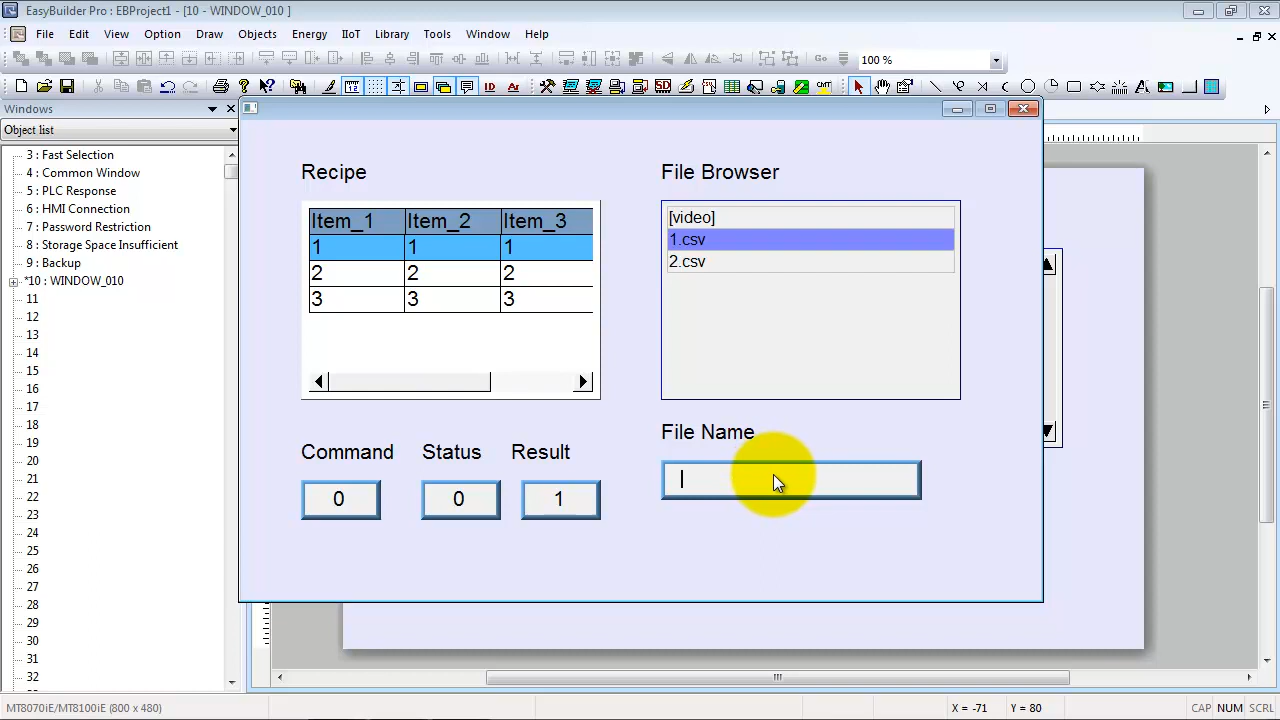 EasyBuilder Pro : EBProject1 - [10 - WINDOW_010 ]
File Edit View Option Draw Objects Energy IIoT Library Tools Window Help
100 %
Windows
Object list
3 : Fast Selection
4 : Common Window
5 : PLC Response
6 : HMI Connection
7 : Password Restriction
8 : Storage Space Insufficient
9 : Backup
*10 : WINDOW_010
11
12
13
14
15
16
17
18
19
20
21
22
23
24
25
26
27
28
29
30
31
32
Recipe
Item_1 Item_2 Item_3
1 1 1
2 2 2
3 3 3
Command Status Result
0 0 1
File Browser
[video]
1.csv
2.csv
File Name
MT8070iE/MT8100iE (800 x 480)
X = -71 Y = 80 CAP NUM SCRL